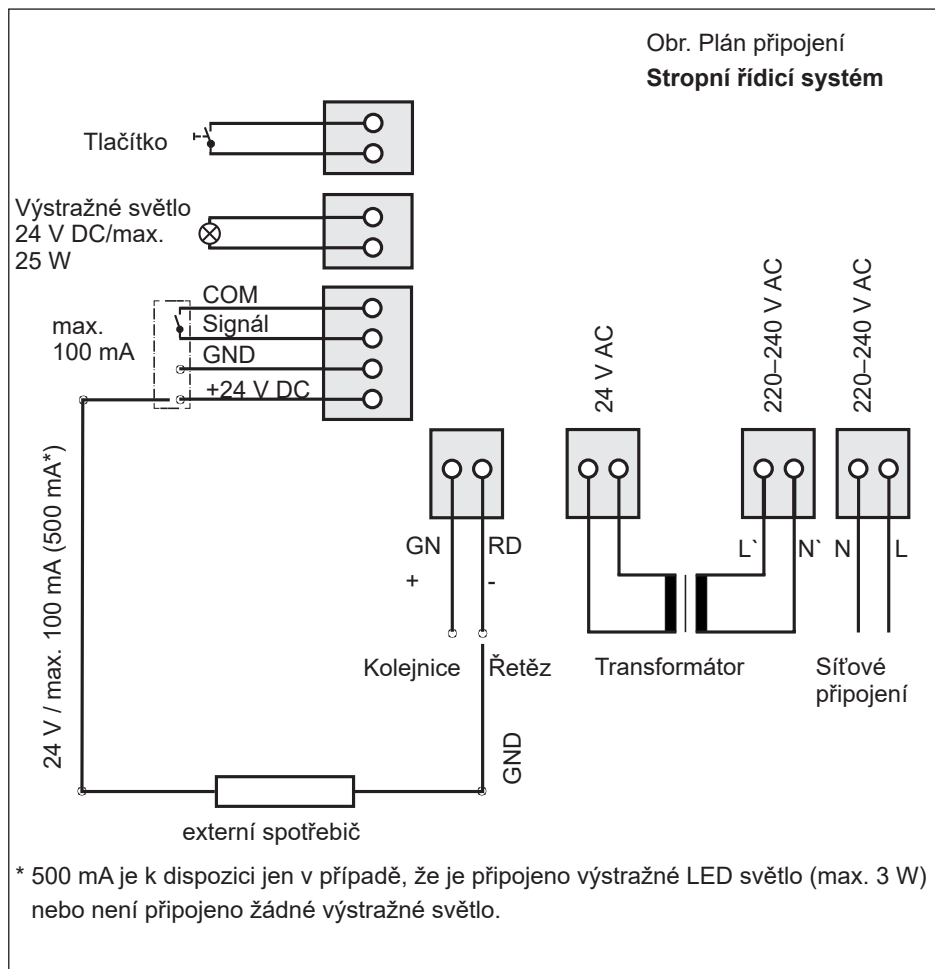 Obr. Plán připojení
Stropní řídicí systém
Tlačítko
Výstražné světlo
24 V DC/max.
25 W
max.
100 mA
COM
Signál
GND
+24 V DC
24 V AC
220–240 V AC
220–240 V AC
24 V / max. 100 mA (500 mA*)
GN
RD
+
-
L`
N`
N
L
Kolejnice
Řetěz
Transformátor
Síťové
připojení
GND
externí spotřebič
* 500 mA je k dispozici jen v případě, že je připojeno výstražné LED světlo (max. 3 W)
nebo není připojeno žádné výstražné světlo.